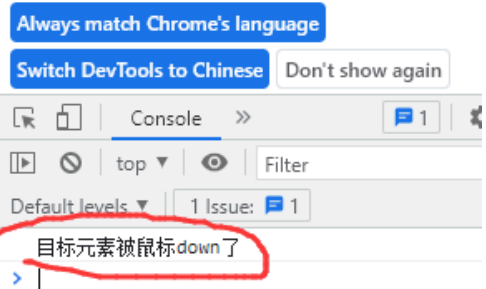 Always match Chrome's language
Switch DevTools to Chinese Don't show again
Console » 1
top ▼ Filter
Default levels ▼ 1 Issue: 1
目标元素被鼠标down了
>